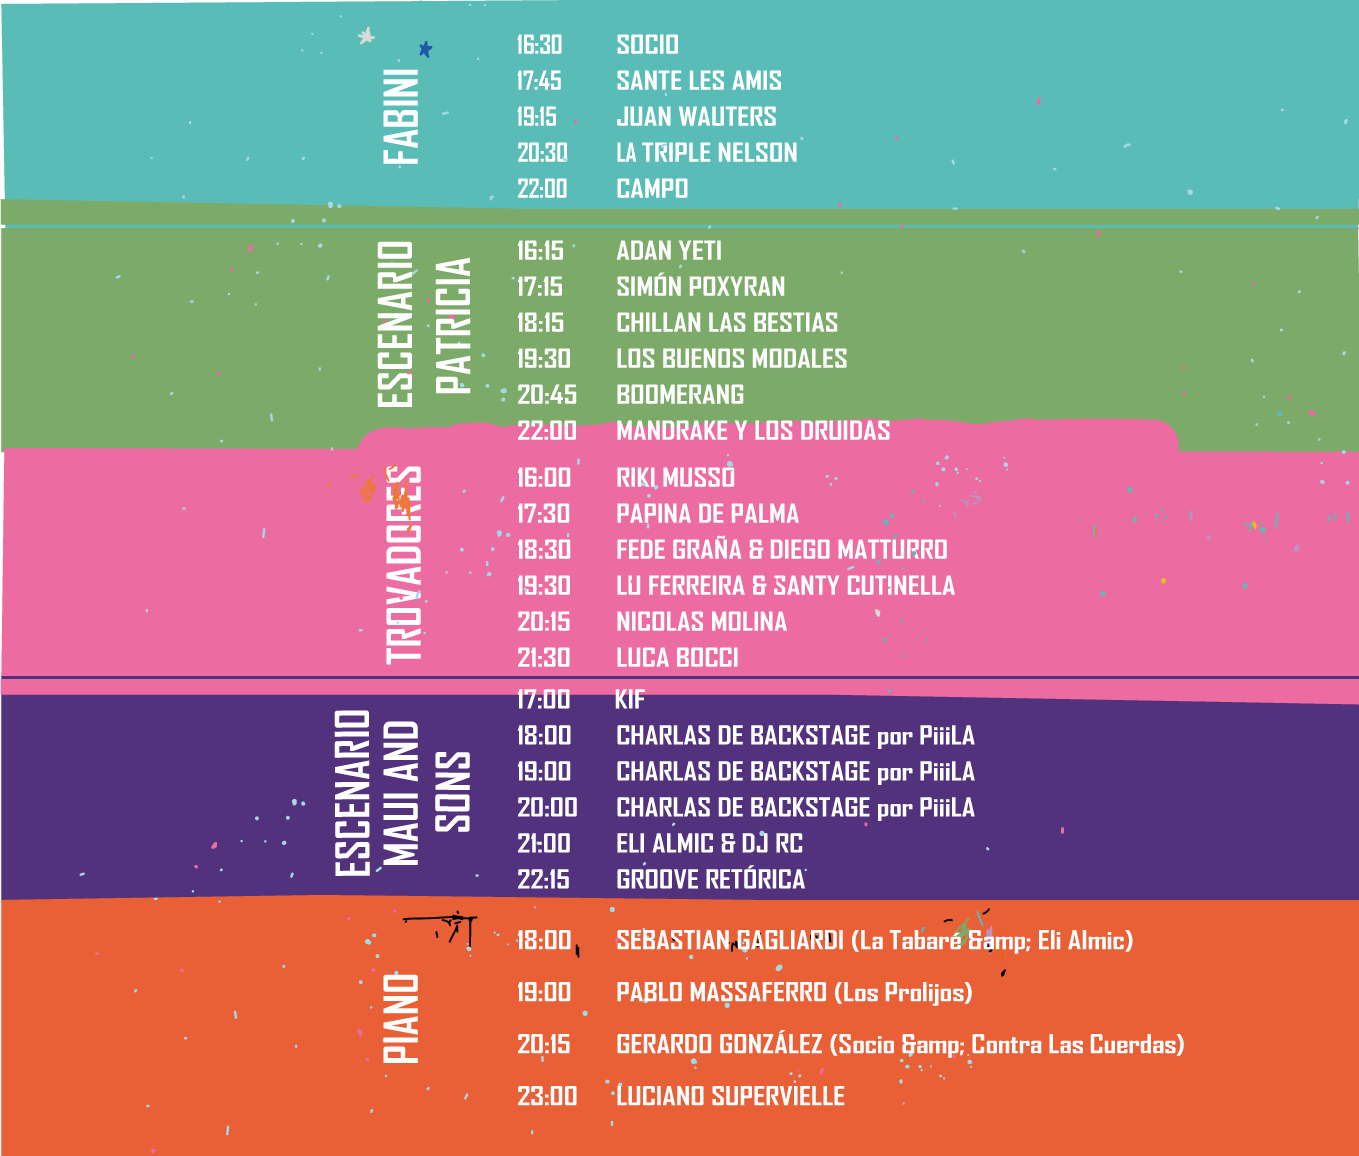 FABINI
16:30 SOCIO
17:45 SANTE LES AMIS
19:15 JUAN WAUTERS
20:30 LA TRIPLE NELSON
22:00 CAMPO
ESCENARIO
PATRICIA
16:15 ADAN YETI
17:15 SIMÓN POXYRAN
18:15 CHILLAN LAS BESTIAS
19:30 LOS BUENOS MODALES
20:45 BOOMERANG
22:00 MANDRAKE Y LOS DRUIDAS
TROVADORES
16:00 RIKI MUSSO
17:30 PAPINA DE PALMA
18:30 FEDE GRAÑA & DIEGO MATTURRO
19:30 LU FERREIRA & SANTY CUTINELLA
20:15 NICOLAS MOLINA
21:30 LUCA BOCCI
ESCENARIO
MAUI AND
SONS
17:00 KIF
18:00 CHARLAS DE BACKSTAGE por PiiiLA
19:00 CHARLAS DE BACKSTAGE por PiiiLA
20:00 CHARLAS DE BACKSTAGE por PiiiLA
21:00 ELI ALMIC & DJ RC
22:15 GROOVE RETÓRICA
PIANO
18:00 SEBASTIAN GAGLIARDI (La Tabaré &amp; Eli Almic)
19:00 PABLO MASSAFERRO (Los Prolijos)
20:15 GERARDO GONZÁLEZ (Socio &amp; Contra Las Cuerdas)
23:00 LUCIANO SUPERVIELLE